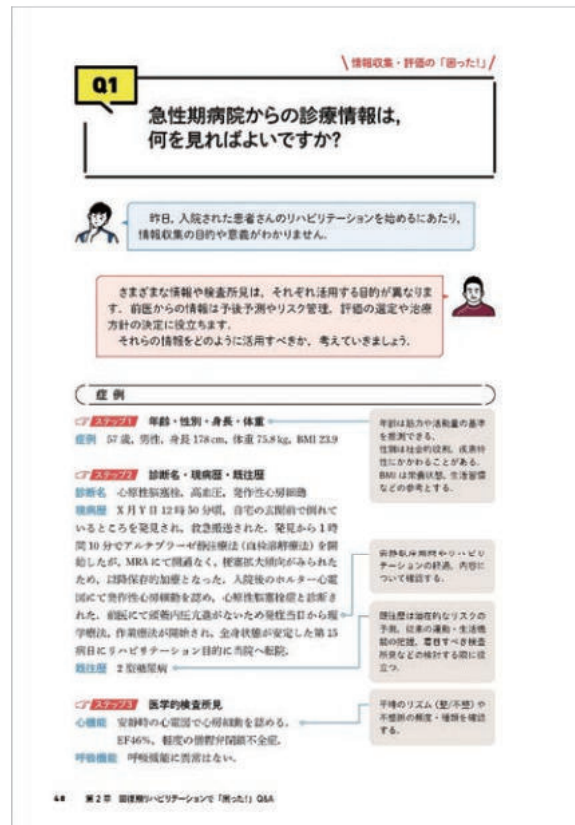 情報収集・評価の「困った!」
Q1
急性期病院からの診療情報は,
何を見ればよいですか?
昨日,入院された患者さんのリハビリテーションを始めるにあたり,
情報収集の目的や意義がわかりません.
さまざまな情報や検査所見は,それぞれ活用する目的が異なりま
す.前医からの情報は予後予測やリスク管理,評価の選定や治療
方針の決定に役立ちます.
それらの情報をどのように活用すべきか,考えていきましょう.
症例
ステップ1 年齢・性別・身長・体重
症例 57歳,男性,身長178cm,体重75.8kg,BMI 23.9
年齢は筋力や活動量の基準
を推測できる.
性別は社会的役割,疾患特
性にかかわることがある.
BMIは栄養状態,生活習慣
などの参考とする.
ステップ2 診断名・現病歴・既往歴
診断名 心原性脳塞栓,高血圧,発作性心房細動
現病歴 X月Y日12時50分頃,自宅の玄関前で倒れて
いるところを発見され,救急搬送された.発見から1時
間10分でアルテプラーゼ静注療法(血栓溶解療法)を開
始したが,MRAにて開通なく,梗塞拡大傾向がみられた
ため,以降保存的加療となった.入院後のホルター心電
図にて発作性心房細動を認め,心原性脳塞栓症と診断さ
れた.前医にて頭蓋内圧亢進がないため発症当日から理
学療法,作業療法が開始され,全身状態が安定した第15
病日にリハビリテーション目的に当院へ転院.
既往歴 2型糖尿病
安静臥床期間やリハビリ
テーションの経過,内容に
ついて確認する.
既往歴は潜在的なリスクの
予測,従来の運動・生活機
能の把握,着目すべき検査
所見などの検討する際に役
立つ.
ステップ3 医学的検査所見
心機能 安静時の心電図で心房細動を認める.
EF46%,軽度の僧帽弁閉鎖不全症.
呼吸機能 呼吸機能に異常はない.
平時のリズム(整/不整)や
不整脈の頻度・種類を確認
する.
48 第2章 回復期リハビリテーションで「困った!」Q&A